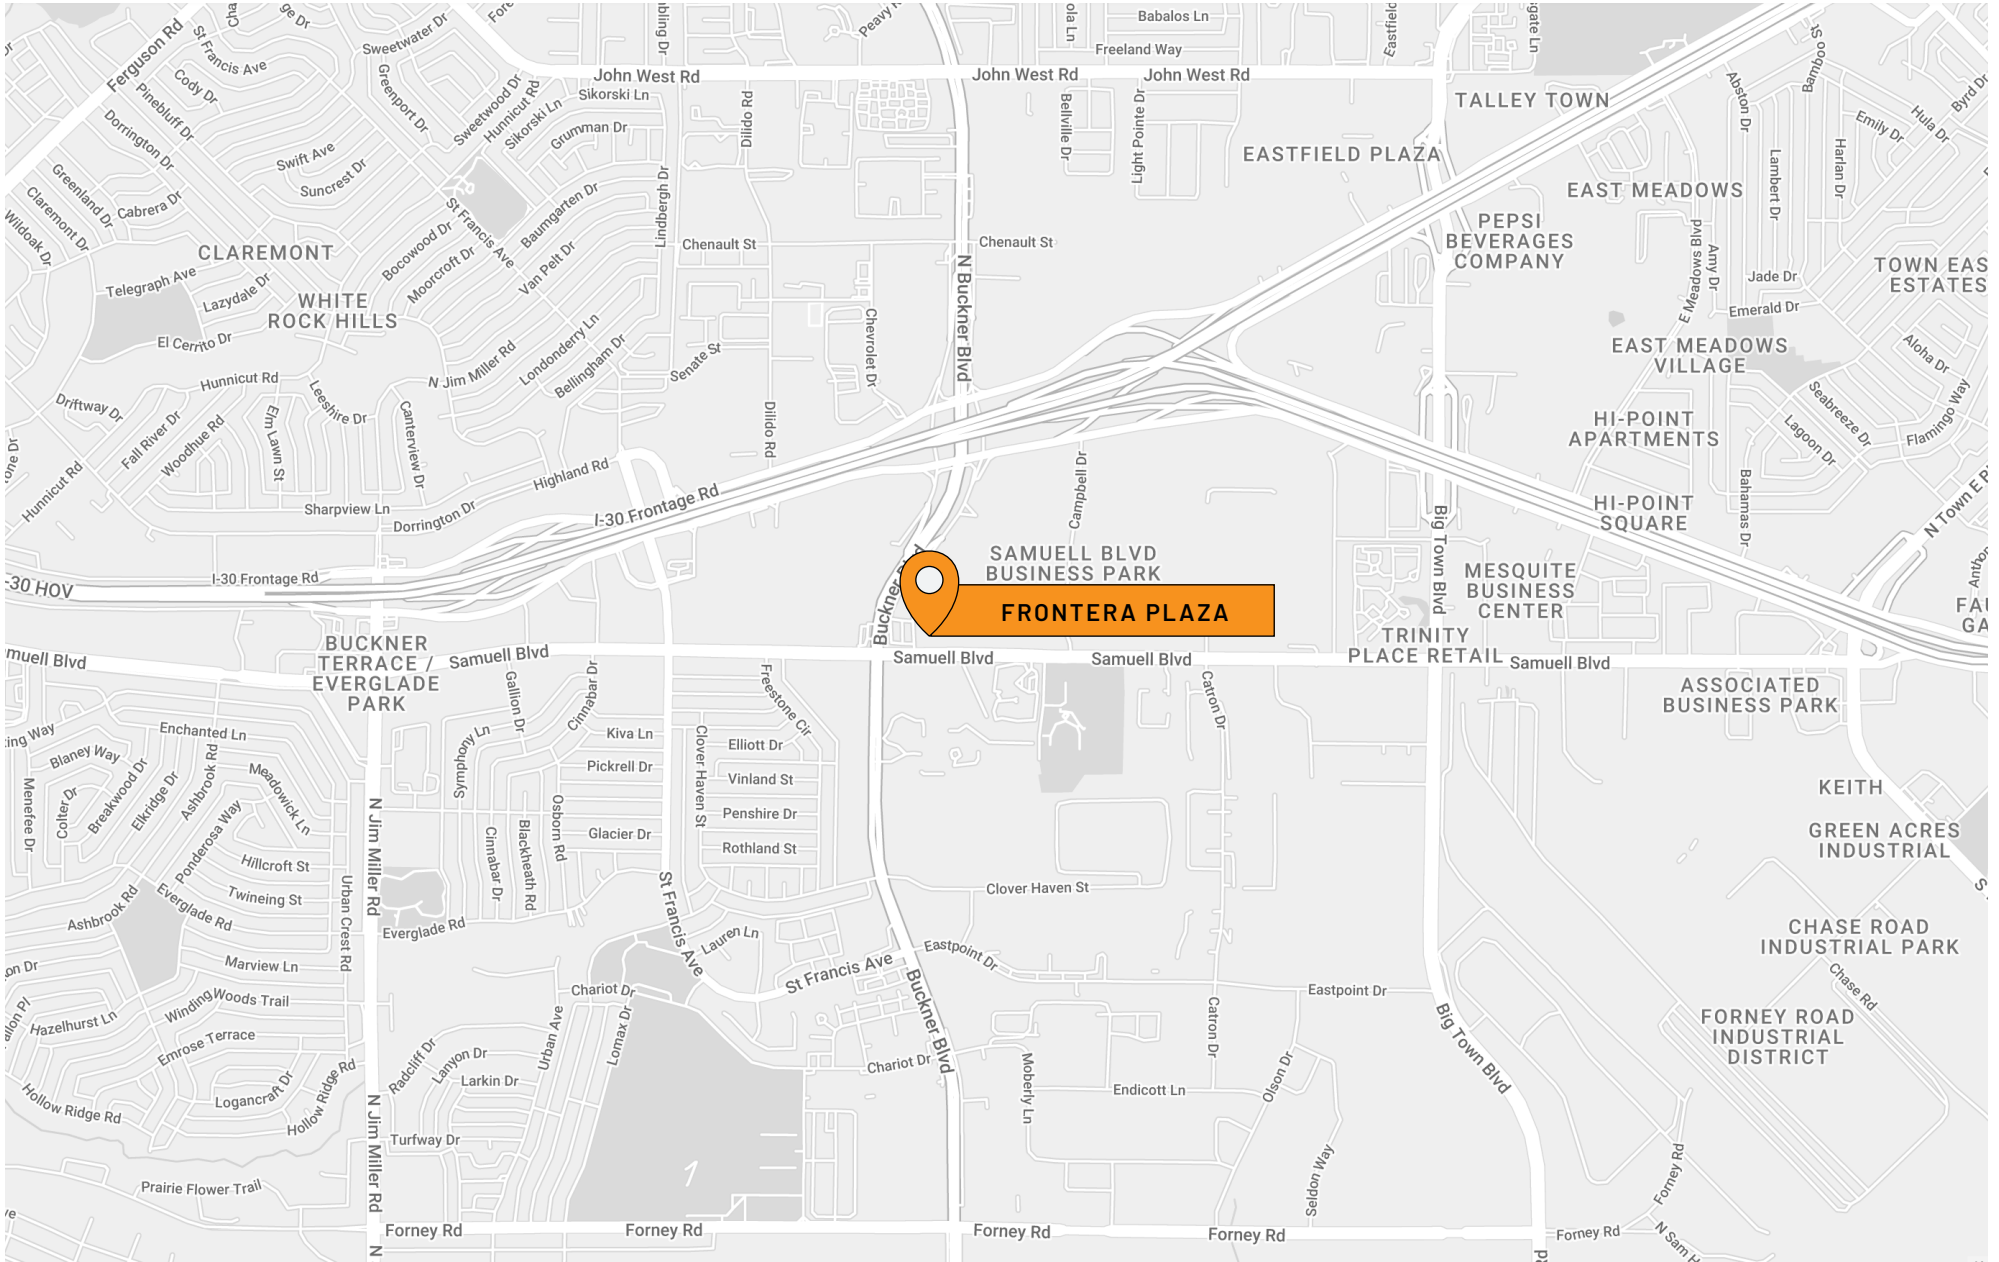 Ferguson Rd
St Francis Ave
Cody Dr
Pinebluff Dr
Dorrington Dr
Greenland Dr
Claremont Dr
Wildoak Dr
Cabrera Dr
Swift Ave
Suncrest Dr
Sweetwater Dr
Greenport Dr
Sweetwood Dr
Hunnicut Rd
Sikorski Ln
Sikorski Ln
Grumman Dr
John West Rd
John West Rd
John West Rd
Babalos Ln
Freeland Way
Dilido Rd
Bellville Dr
Light Pointe Dr
TALLEY TOWN
EASTFIELD PLAZA
EAST MEADOWS
PEPSI
BEVERAGES
COMPANY
Abston Dr
Bamboo St
Lambert Dr
Harlan Dr
Emily Dr
Hula Dr
Byrd Dr
E Meadows Blvd
Amy Dr
Jade Dr
Emerald Dr
TOWN EAS
ESTATES
CLAREMONT
Telegraph Ave
Lazydale Dr
El Cerrito Dr
WHITE
ROCK HILLS
St Francis Ave
Baumgarten Dr
Bocowood Dr
Moorcroft Dr
Van Pelt Dr
Lindbergh Dr
Chenault St
Chenault St
N Buckner Blvd
Chevrolet Dr
Senate St
Londonderry Ln
Bellingham Dr
N Jim Miller Rd
Hunnicut Rd
Leeshire Dr
Driftway Dr
Fall River Dr
Woodhue Rd
Elm Lawn St
Canterview Dr
Hunnicut Rd
Sharpview Ln
Dorrington Dr
Highland Rd
Dilido Rd
I-30 Frontage Rd
I-30 Frontage Rd
-30 HOV
Campbell Dr
EAST MEADOWS
VILLAGE
HI-POINT
APARTMENTS
HI-POINT
SQUARE
Aloha Dr
Seabreeze Dr
Lagoon Dr
Flamingo Way
Bahamas Dr
Big Town Blvd
SAMUELL BLVD
BUSINESS PARK
FRONTERA PLAZA
MESQUITE
BUSINESS
CENTER
TRINITY
PLACE RETAIL
BUCKNER
TERRACE /
EVERGLADE
PARK
muell Blvd
Samuell Blvd
Samuell Blvd
Samuell Blvd
Samuell Blvd
ASSOCIATED
BUSINESS PARK
Gallion Dr
Cinnabar Dr
Freestone Cir
Catron Dr
Enchanted Ln
Blaney Way
Menefee Dr
Breakwood Dr
Elkridge Dr
Ashbrook Rd
Meadowick Ln
Ponderosa Way
Symphony Ln
Kiva Ln
Pickrell Dr
Clover Haven St
Elliott Dr
Vinland St
Penshire Dr
Rothland St
Glacier Dr
Osborn Rd
Blackheath Rd
Cinnabar Dr
N Jim Miller Rd
Hillcroft St
Twineing St
Urban Crest Rd
Ashbrook Rd
Everglade Rd
Everglade Rd
Marview Ln
Winding Woods Trail
Hazelhurst Ln
Emrose Terrace
Logancraft Dr
Hollow Ridge Rd
Hollow Ridge Rd
Prairie Flower Trail
St Francis Ave
Lauren Ln
St Francis Ave
Clover Haven St
Eastpoint Dr
Eastpoint Dr
Buckner Blvd
Chariot Dr
Chariot Dr
Urban Ave
Lomax Dr
Radcliff Dr
Lanyon Dr
Larkin Dr
Turfway Dr
N Jim Miller Rd
Moberly Ln
Endicott Ln
Catron Dr
Olson Dr
Seldon Way
Big Town Blvd
KEITH
GREEN ACRES
INDUSTRIAL
CHASE ROAD
INDUSTRIAL PARK
Chase Rd
FORNEY ROAD
INDUSTRIAL
DISTRICT
Forney Rd
Forney Rd
Forney Rd
Forney Rd
Forney Rd
Forney Rd